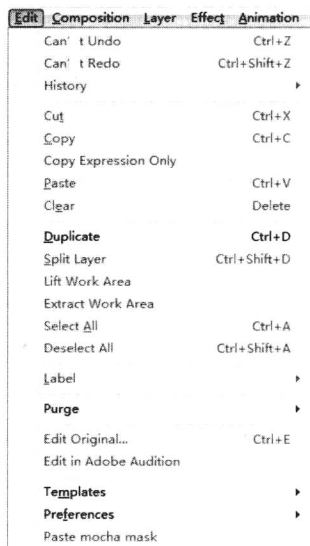 Edit Composition Layer Effect Animation
Can't Undo Ctrl+Z
Can't Redo Ctrl+Shift+Z
History
Cut Ctrl+X
Copy Ctrl+C
Copy Expression Only
Paste Ctrl+V
Clear Delete
Duplicate Ctrl+D
Split Layer Ctrl+Shift+D
Lift Work Area
Extract Work Area
Select All Ctrl+A
Deselect All Ctrl+Shift+A
Label
Purge
Edit Original... Ctrl+E
Edit in Adobe Audition
Templates
Preferences
Paste mocha mask